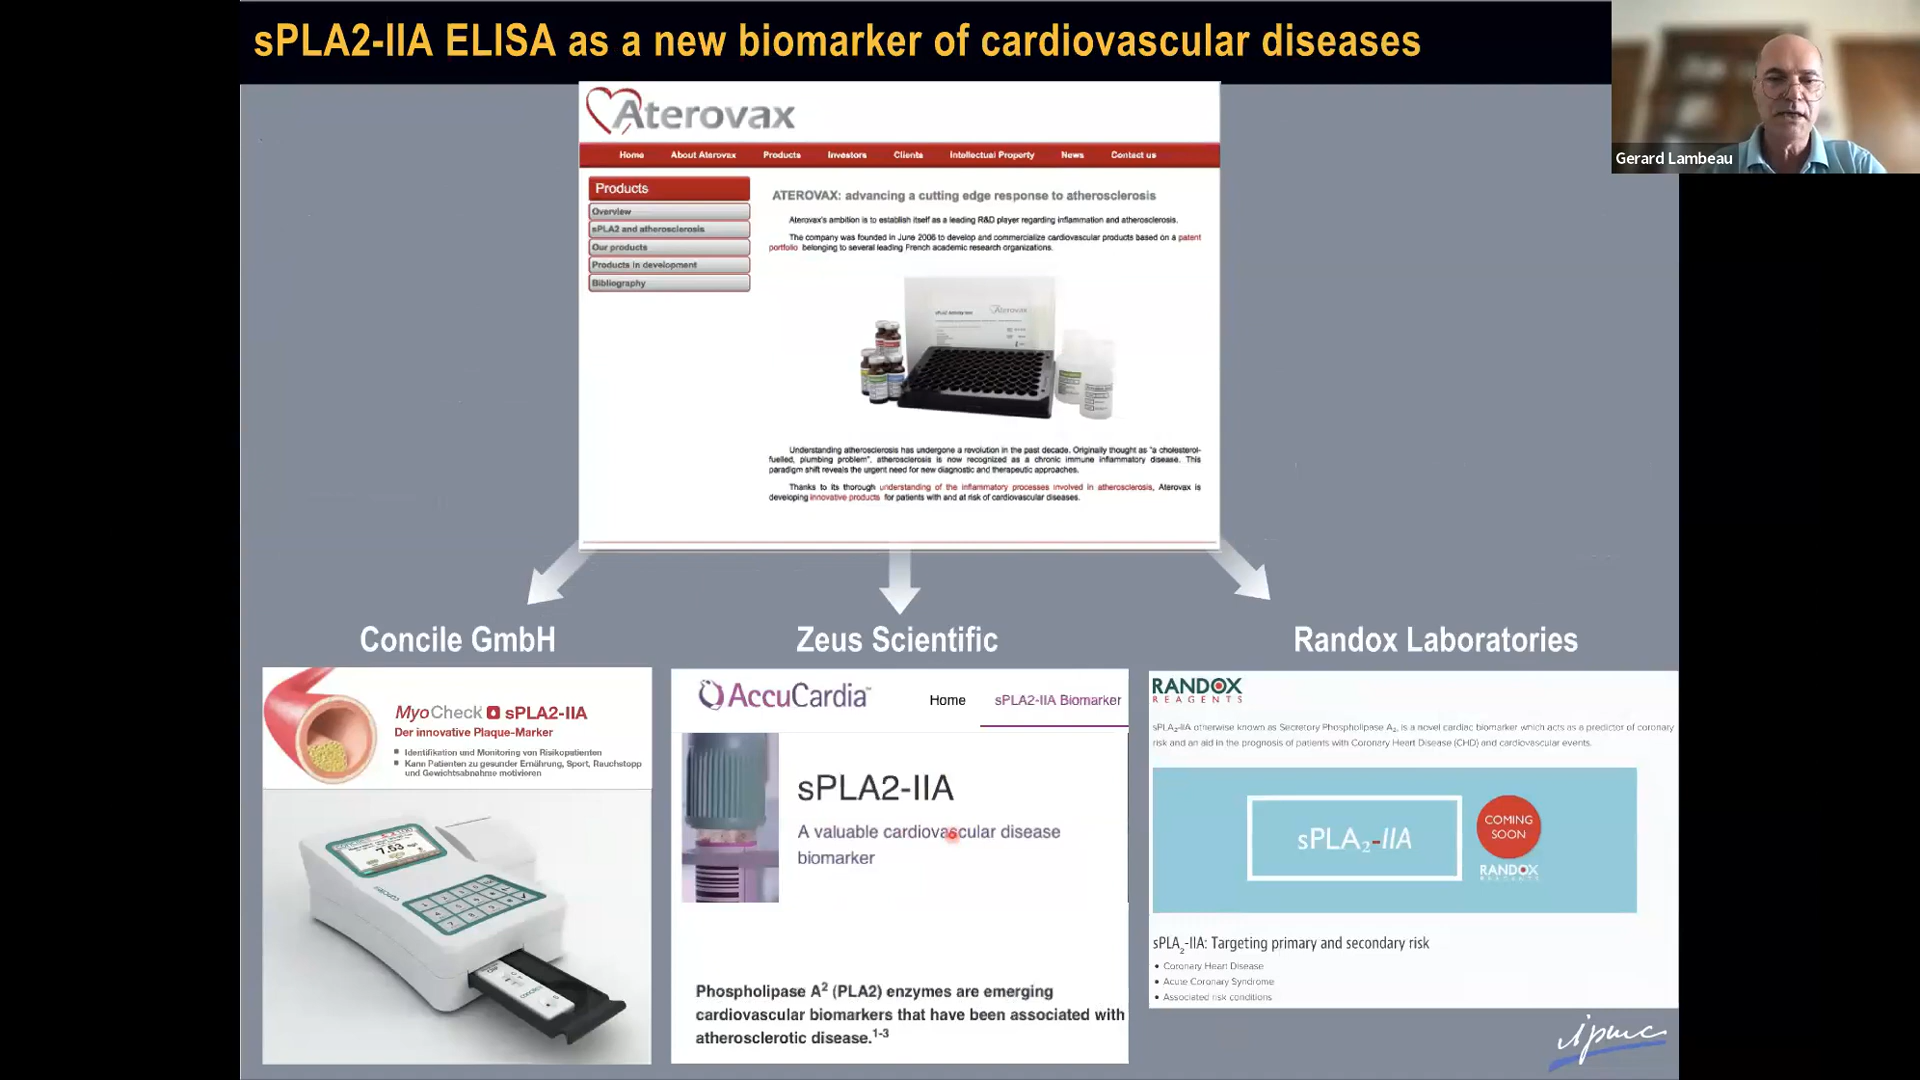 sPLA2-IIA ELISA as a new biomarker of cardiovascular diseases
Gerard Lambeau
Aterovax
Home About Aterovax Products Investors Clients Intellectual Property News Contact us
Products
Overview
sPLA2 and atherosclerosis
Our products
Products in development
Bibliography
ATEROVAX: advancing a cutting edge response to atherosclerosis
Aterovax's ambition is to establish itself as a leading R&D player regarding inflammation and atherosclerosis.
The company was founded in June 2006 to develop and commercialize cardiovascular products based on a patent
portfolio belonging to several leading French academic research organizations.
Aterovax
Understanding atherosclerosis has undergone a revolution in the past decade. Originally thought as "a cholesterol-
fuelled, plumbing problem", atherosclerosis is now recognized as a chronic immune inflammatory disease. This
paradigm shift reveals the urgent need for new diagnostic and therapeutic approaches.
Thanks to its thorough understanding of the inflammatory processes involved in atherosclerosis, Aterovax is
developing innovative products for patients with and at risk of cardiovascular diseases.
Concile GmbH
Zeus Scientific
Randox Laboratories
MyoCheck sPLA2-IIA
Der innovative Plaque-Marker
Identifikation und Monitoring von Risikopatienten
Kann Patienten zu gesunder Ernährung, Sport, Rauchstopp
und Gewichtsabnahme motivieren
7.53
concile
AccuCardia™
Home sPLA2-IIA Biomarker
sPLA2-IIA
A valuable cardiovascular disease
biomarker
Phospholipase A2 (PLA2) enzymes are emerging
cardiovascular biomarkers that have been associated with
atherosclerotic disease.1-3
RANDOX
REAGENTS
sPLA2-IIA otherwise known as Secretory Phospholipase A2, is a novel cardiac biomarker which acts as a predictor of coronary
risk and an aid in the prognosis of patients with Coronary Heart Disease (CHD) and cardiovascular events.
sPLA2-IIA
COMING
SOON
RANDOX
REAGENTS
sPLA2-IIA: Targeting primary and secondary risk
• Coronary Heart Disease
• Acute Coronary Syndrome
• Associated risk conditions
ipmc